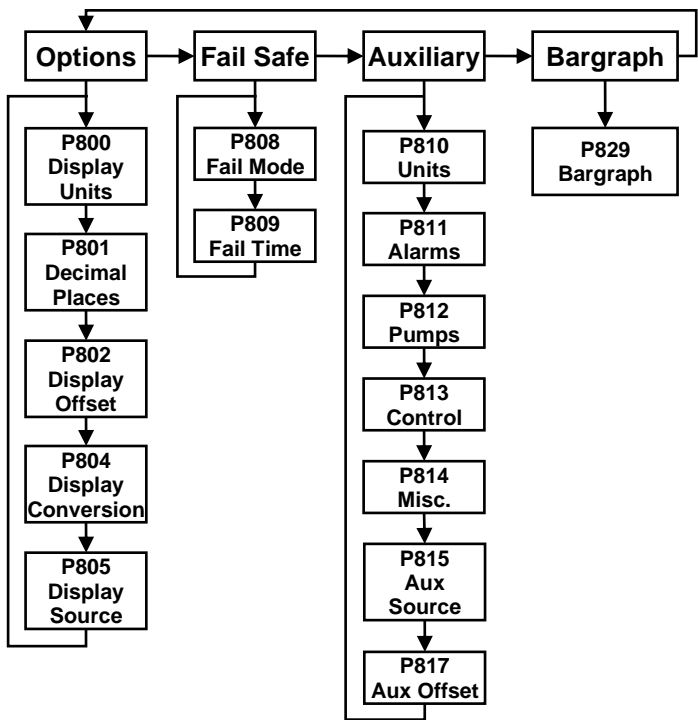 Options
Fail Safe
Auxiliary
Bargraph
P800
Display
Units
P801
Decimal
Places
P802
Display
Offset
P804
Display
Conversion
P805
Display
Source
P808
Fail Mode
P809
Fail Time
P810
Units
P811
Alarms
P812
Pumps
P813
Control
P814
Misc.
P815
Aux
Source
P817
Aux Offset
P829
Bargraph